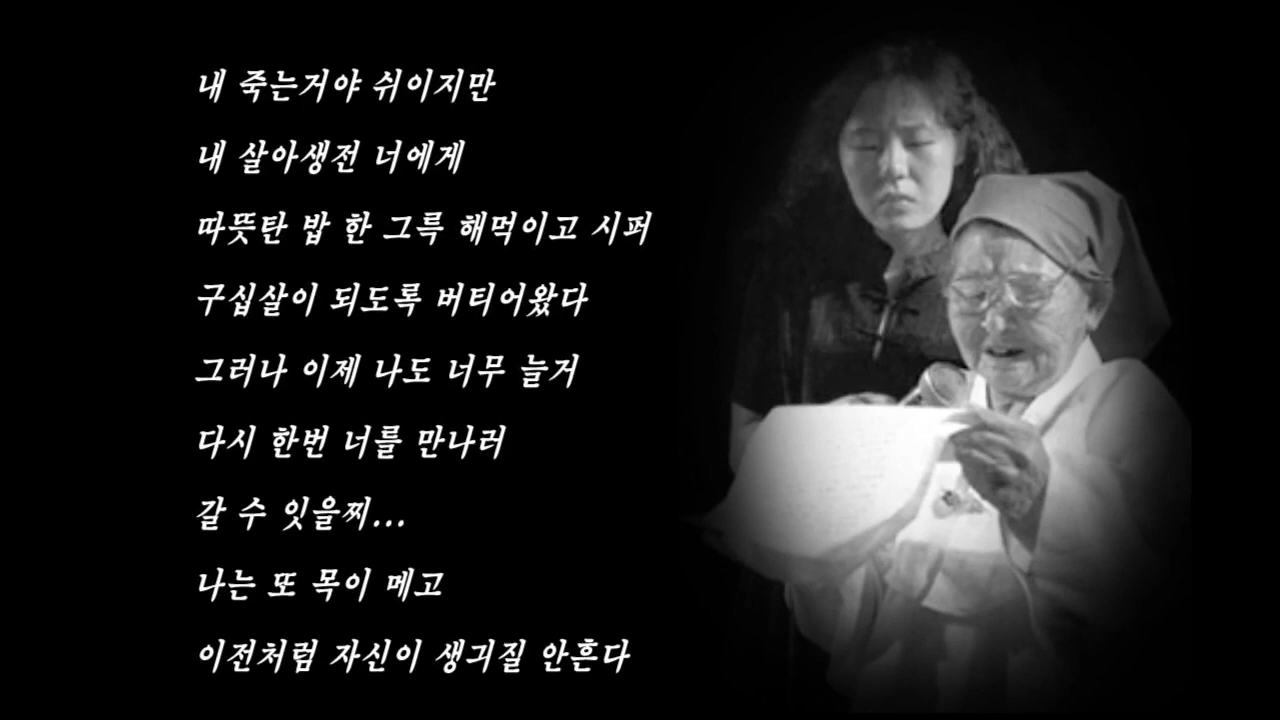 내 죽는거야 쉬이지만
내 살아생전 너에게
따뜻탄 밥 한 그륵 해먹이고 시퍼
구십살이 되도록 버티어왔다
그러나 이제 나도 너무 늘거
다시 한번 너를 만나러
갈 수 잇을찌...
나는 또 목이 메고
이전처럼 자신이 생긔질 안흔다